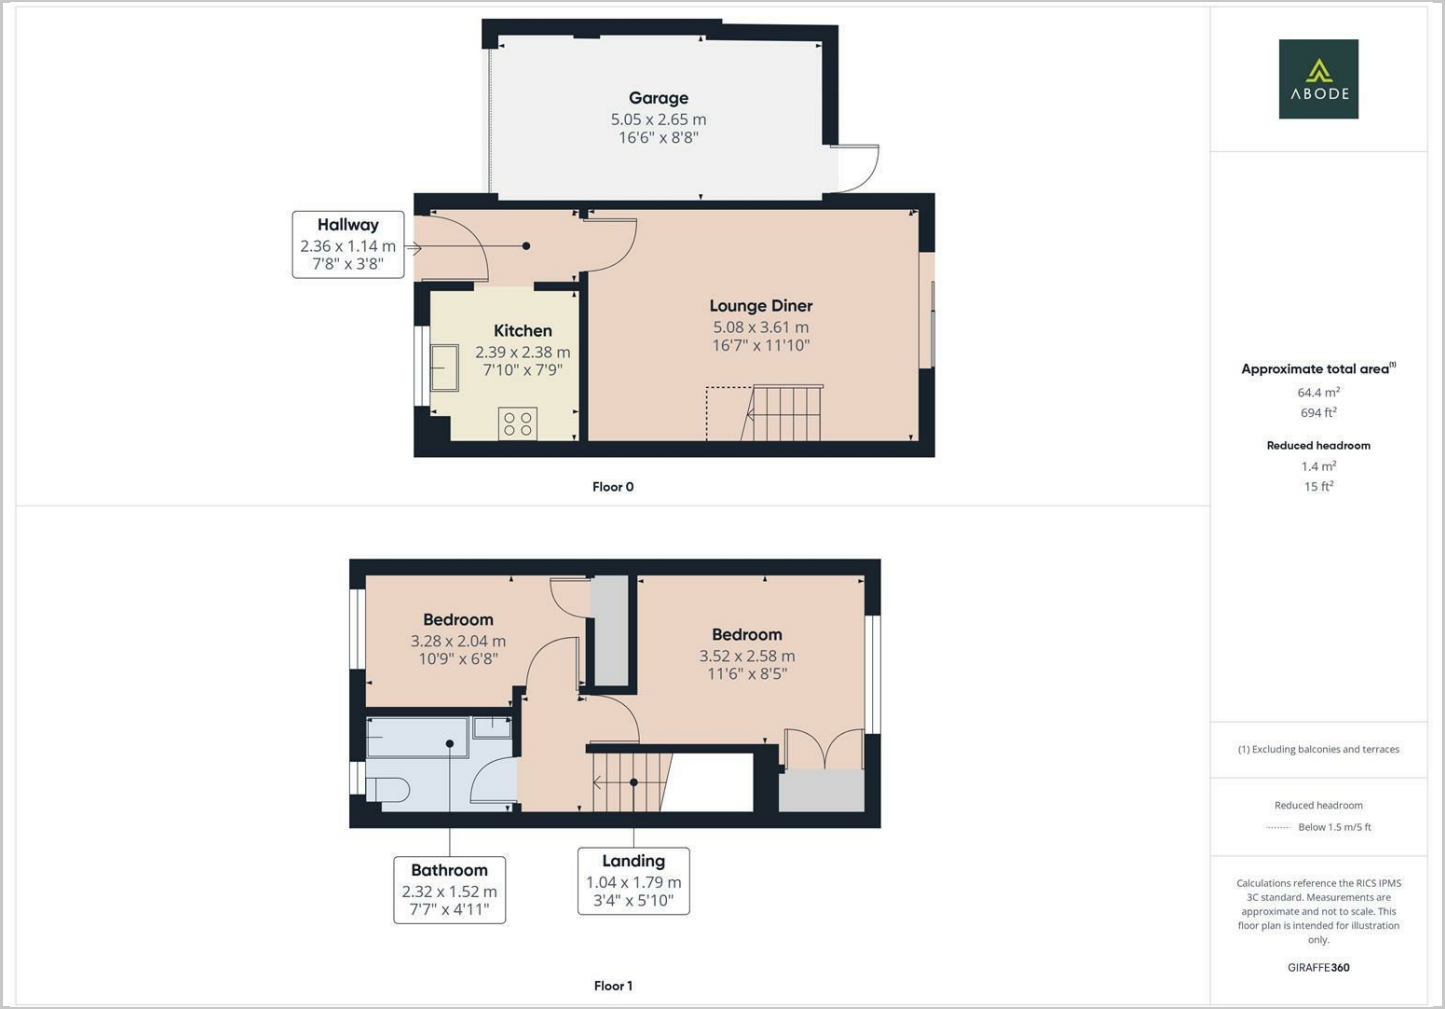 Garage
5.05 x 2.65 m
16'6" x 8'8"
Hallway
2.36 x 1.14 m
7'8" x 3'8"
Kitchen
2.39 x 2.38 m
7'10" x 7'9"
Lounge Diner
5.08 x 3.61 m
16'7" x 11'10"
Floor 0
Bedroom
3.28 x 2.04 m
10'9" x 6'8"
Bedroom
3.52 x 2.58 m
11'6" x 8'5"
Bathroom
2.32 x 1.52 m
7'7" x 4'11"
Landing
1.04 x 1.79 m
3'4" x 5'10"
Floor 1
ABODE
Approximate total area(1)
64.4 m²
694 ft²
Reduced headroom
1.4 m²
15 ft²
(1) Excluding balconies and terraces
Reduced headroom
Below 1.5 m/5 ft
Calculations reference the RICS IPMS
3C standard. Measurements are
approximate and not to scale. This
floor plan is intended for illustration
only.
GIRAFFE360